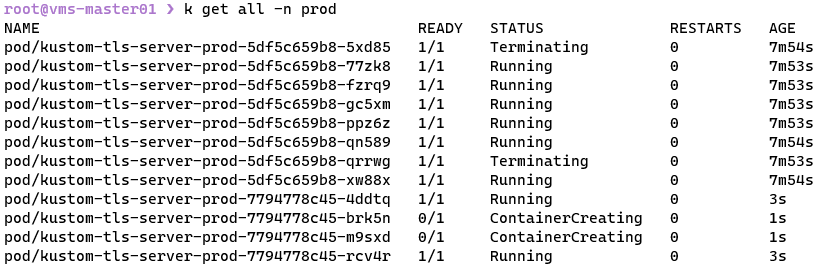 root@vms-master01 ❯ k get all -n prod
NAME READY STATUS RESTARTS AGE
pod/kustom-tls-server-prod-5df5c659b8-5xd85 1/1 Terminating 0 7m54s
pod/kustom-tls-server-prod-5df5c659b8-77zk8 1/1 Running 0 7m53s
pod/kustom-tls-server-prod-5df5c659b8-fzrq9 1/1 Running 0 7m53s
pod/kustom-tls-server-prod-5df5c659b8-gc5xm 1/1 Running 0 7m53s
pod/kustom-tls-server-prod-5df5c659b8-ppz6z 1/1 Running 0 7m53s
pod/kustom-tls-server-prod-5df5c659b8-qn589 1/1 Running 0 7m54s
pod/kustom-tls-server-prod-5df5c659b8-qrrwg 1/1 Terminating 0 7m53s
pod/kustom-tls-server-prod-5df5c659b8-xw88x 1/1 Running 0 7m54s
pod/kustom-tls-server-prod-7794778c45-4ddtq 1/1 Running 0 3s
pod/kustom-tls-server-prod-7794778c45-brk5n 0/1 ContainerCreating 0 1s
pod/kustom-tls-server-prod-7794778c45-m9sxd 0/1 ContainerCreating 0 1s
pod/kustom-tls-server-prod-7794778c45-rcv4r 1/1 Running 0 3s